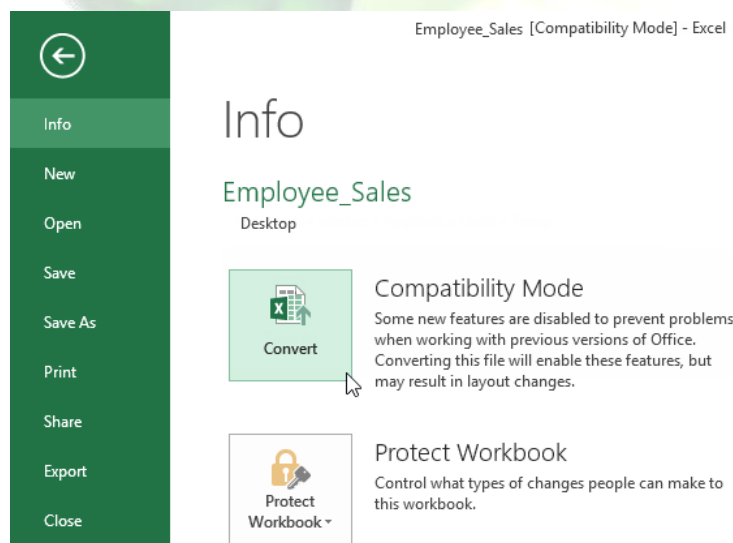 Employee_Sales [Compatibility Mode] - Excel
Info
New
Open
Save
Save As
Print
Share
Export
Close
Info
Employee_Sales
Desktop
Convert
Compatibility Mode
Some new features are disabled to prevent problems
when working with previous versions of Office.
Converting this file will enable these features, but
may result in layout changes.
Protect
Workbook
Protect Workbook
Control what types of changes people can make to
this workbook.